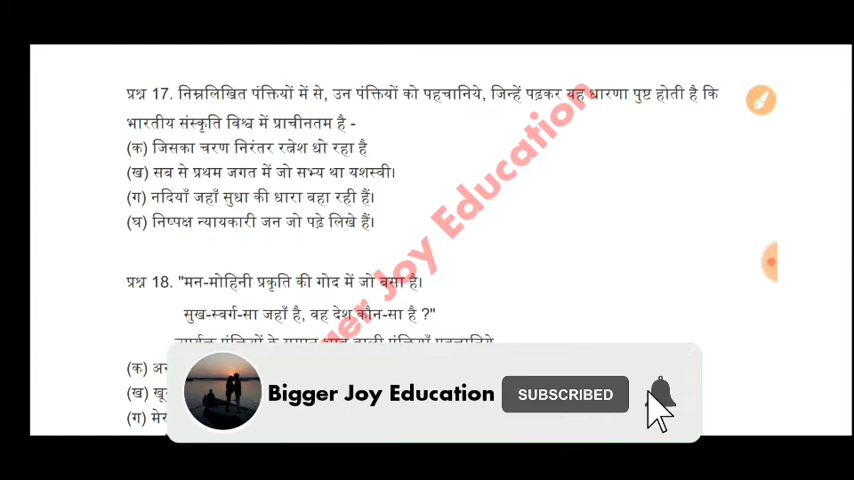 प्रश्न 17. निम्नलिखित पंक्तियों में से, उन पंक्तियों को पहचानिये, जिन्हें पढ़कर यह धारणा पुष्ट होती है कि
भारतीय संस्कृति विश्व में प्राचीनतम है -
(क) जिसका चरण निरंतर रत्नेश धो रहा है
(ख) सब से प्रथम जगत में जो सभ्य था यशस्वी।
(ग) नदियाँ जहाँ सुधा की धारा बहा रही हैं।
(घ) निष्पक्ष न्यायकारी जन जो पढ़े लिखे हैं।
प्रश्न 18. "मन-मोहिनी प्रकृति की गोद में जो बसा है।
सुख-स्वर्ग-सा जहाँ है, वह देश कौन-सा है ?"
(क)
(ख)
(ग)
Joy Education
Bigger Joy Education
SUBSCRIBED